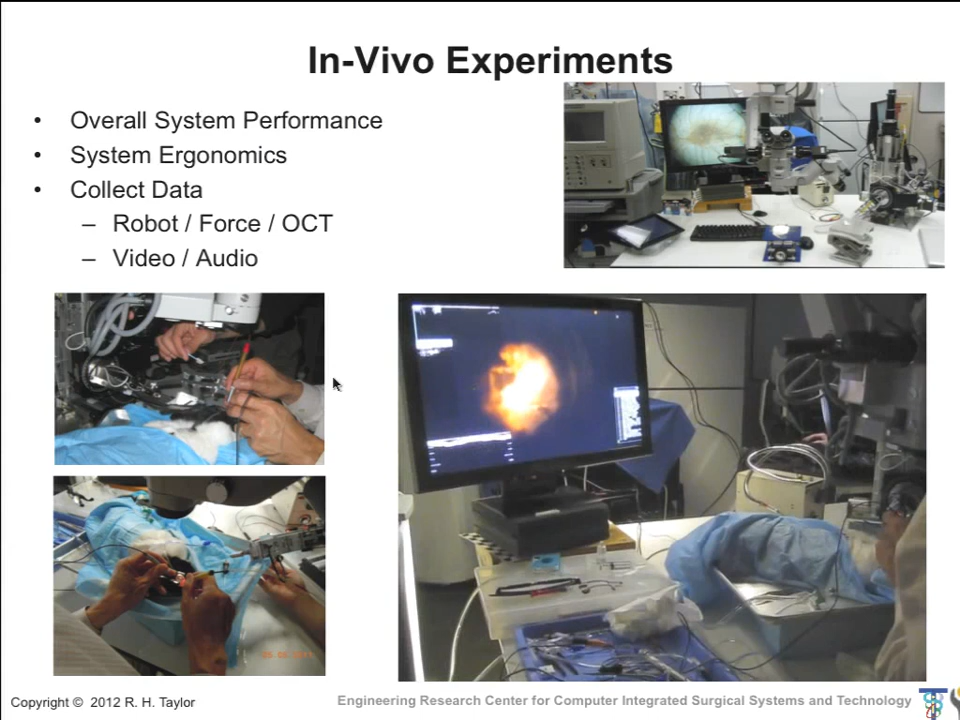 In-Vivo Experiments
• Overall System Performance
• System Ergonomics
• Collect Data
– Robot / Force / OCT
– Video / Audio
Copyright © 2012 R. H. Taylor
Engineering Research Center for Computer Integrated Surgical Systems and Technology